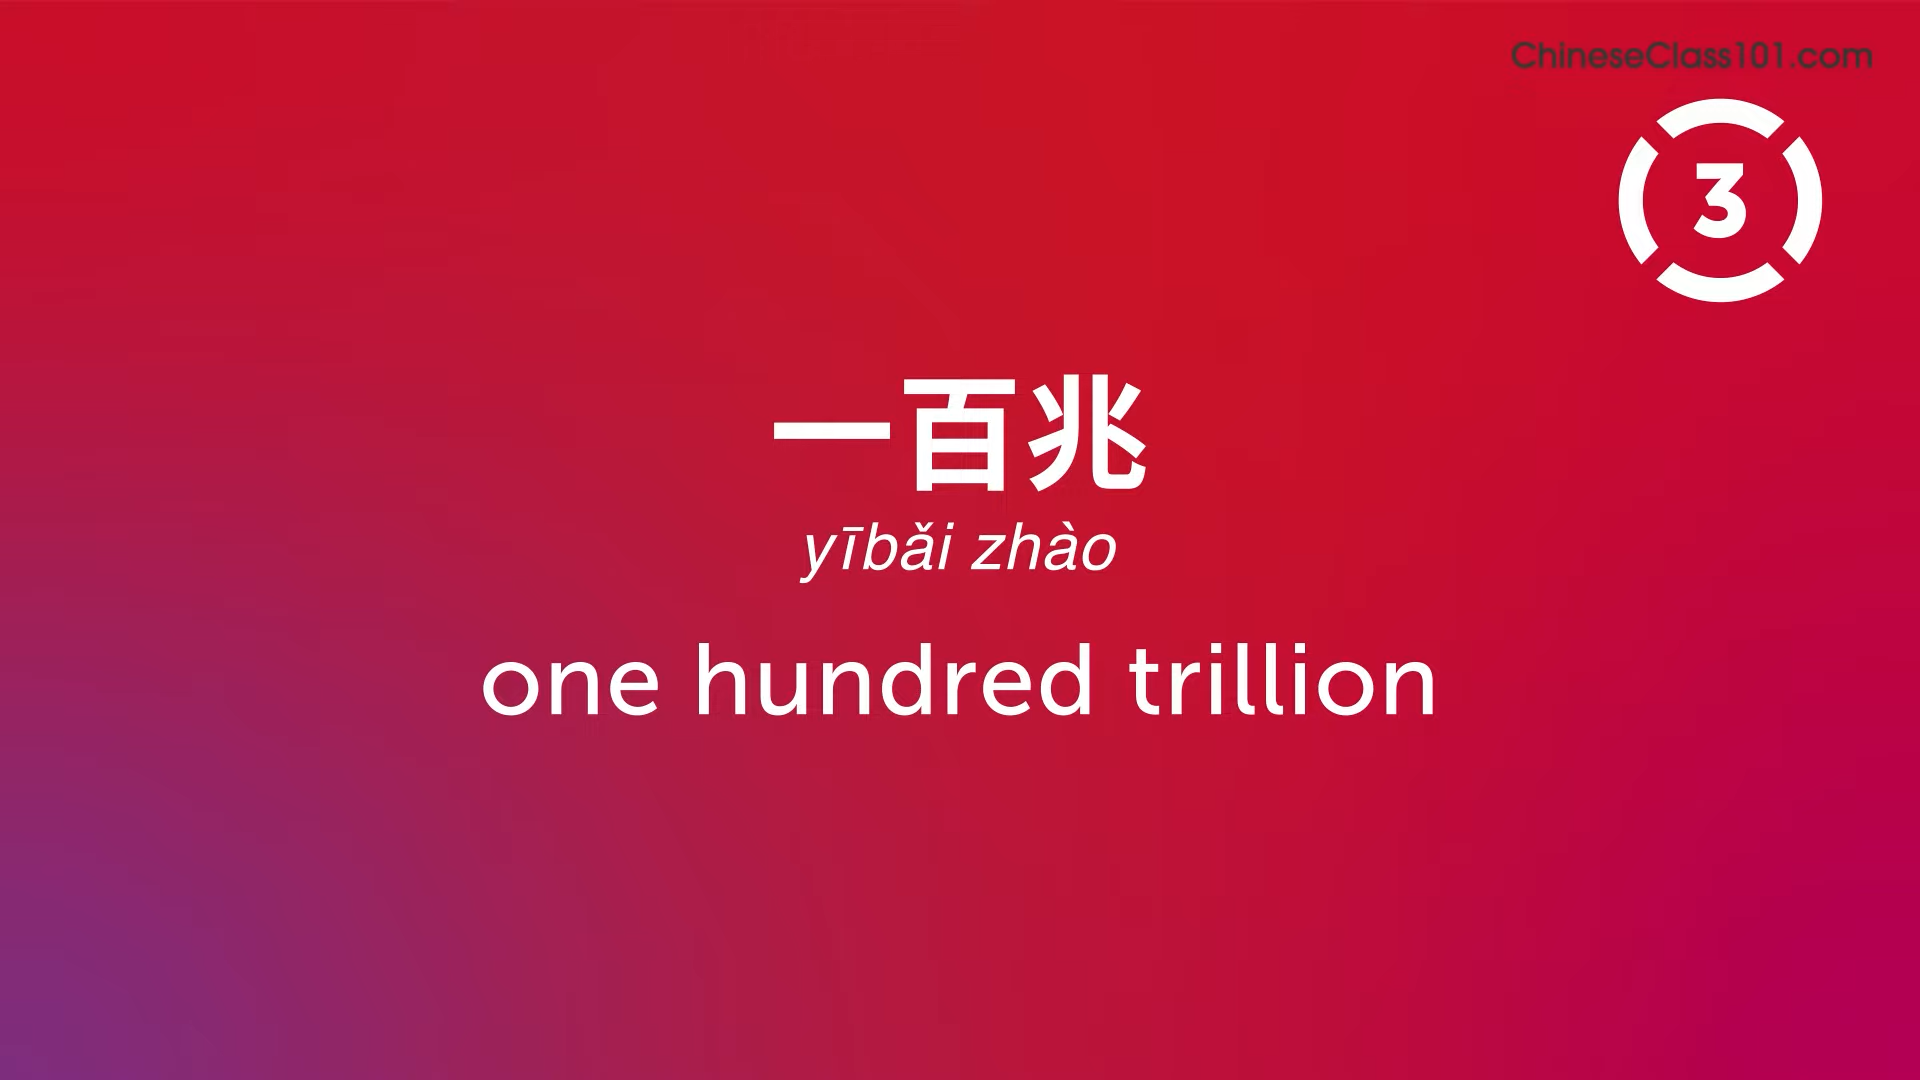 ChineseClass101.com
3
一百兆
yībǎi zhào
one hundred trillion